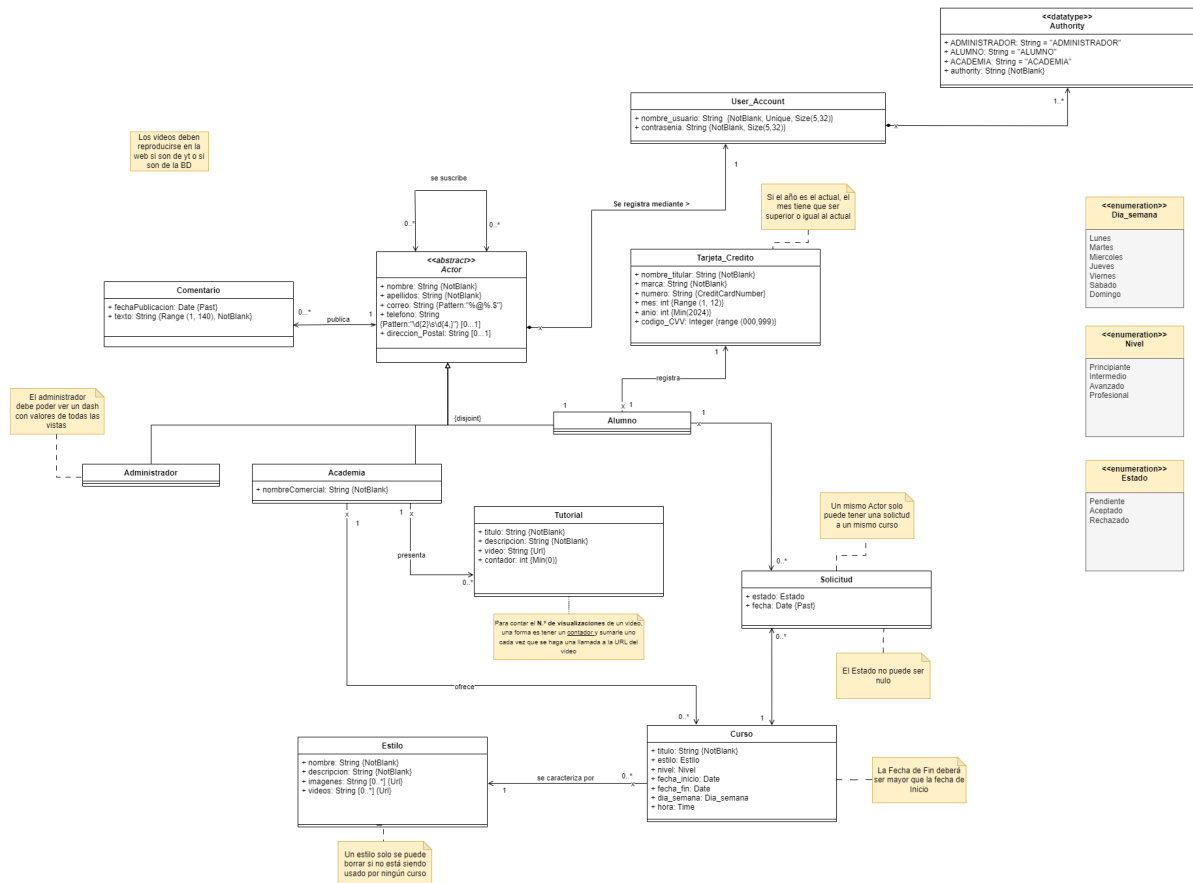 <<datatype>>
Authority
+ ADMINISTRADOR: String = "ADMINISTRADOR"
+ ALUMNO: String = "ALUMNO"
+ ACADEMIA: String = "ACADEMIA"
+ authority: String {NotBlank}
1..*
x
User_Account
+ nombre_usuario: String {NotBlank, Unique, Size(5,32)}
+ contrasenia: String {NotBlank, Size(5,32)}
1
Los videos deben
reproducirse en la
web si son de yt o si
son de la BD
se suscribe
0..*
0..*
Se registra mediante >
x
Si el año es el actual, el
mes tiene que ser
superior o igual al actual
<<enumeration>>
Dia_semana
Lunes
Martes
Miercoles
Jueves
Viernes
Sabado
Domingo
<<abstract>>
Actor
+ nombre: String {NotBlank}
+ apellidos: String {NotBlank}
+ correo: String {Pattern:"%@%.$"}
+ telefono: String
{Pattern:"\d{2}\s\d{4,}"} [0...1]
+ direccion_Postal: String [0...1]
Comentario
+ fechaPublicacion: Date {Past}
+ texto: String {Range (1, 140), NotBlank}
0..*
publica
1
Tarjeta_Credito
+ nombre_titular: String {NotBlank}
+ marca: String {NotBlank}
+ numero: String {CreditCardNumber}
+ mes: int {Range (1, 12)}
+ anio: int {Min(2024)}
+ codigo_CVV: Integer {range (000,999)}
1
registra
x
1
<<enumeration>>
Nivel
Principiante
Intermedio
Avanzado
Profesional
El administrador
debe poder ver un dash
con valores de todas las
vistas
{disjoint}
1
Alumno
1
x
Administrador
Academia
+ nombreComercial: String {NotBlank}
x
1
1
x
presenta
0..*
Tutorial
+ titulo: String {NotBlank}
+ descripcion: String {NotBlank}
+ video: String {Url}
+ contador: int {Min(0)}
Para contar el N.º de visualizaciones de un video,
una forma es tener un contador y sumarle uno
cada vez que se haga una llamada a la URL del
video
<<enumeration>>
Estado
Pendiente
Aceptado
Rechazado
Un mismo Actor solo
puede tener una solictud
a un mismo curso
0..*
Solicitud
+ estado: Estado
+ fecha: Date {Past}
0..*
El Estado no puede ser
nulo
ofrece
0..*
1
Curso
+ titulo: String {NotBlank}
+ estilo: Estilo
+ nivel: Nivel
+ fecha_inicio: Date
+ fecha_fin: Date
+ dia_semana: Dia_semana
+ hora: Time
La Fecha de Fin deberá
ser mayor que la fecha de
Inicio
Estilo
+ nombre: String {NotBlank}
+ descripcion: String {NotBlank}
+ imagenes: String [0..*] {Url}
+ videos: String [0..*] {Url}
se caracteriza por
0..*
1
x
Un estilo solo se puede
borrar si no está siendo
usado por ningún curso